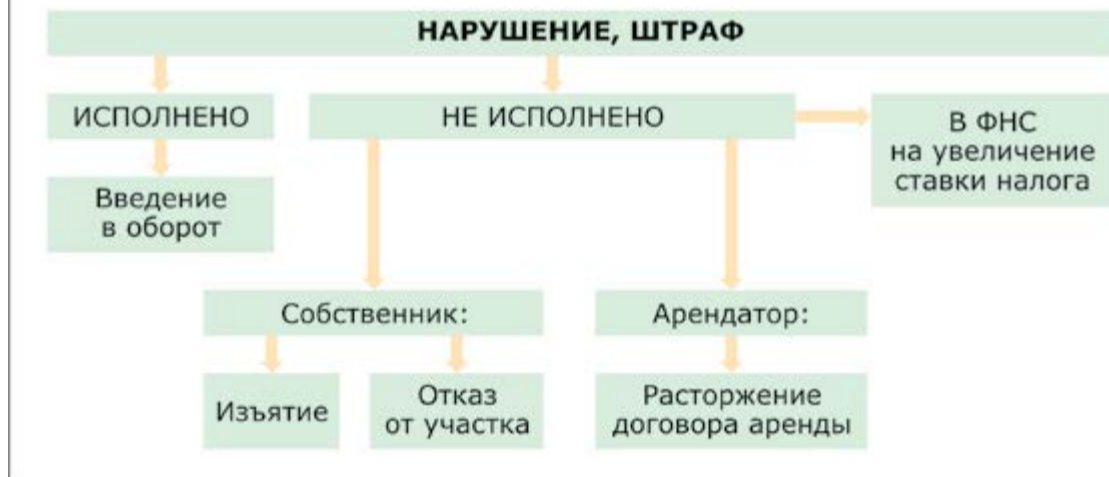 НАРУШЕНИЕ, ШТРАФ
ИСПОЛНЕНО
НЕ ИСПОЛНЕНО
В ФНС
на увеличение
ставки налога
Введение
в оборот
Собственник:
Арендатор:
Изъятие
Отказ
от участка
Расторжение
договора аренды